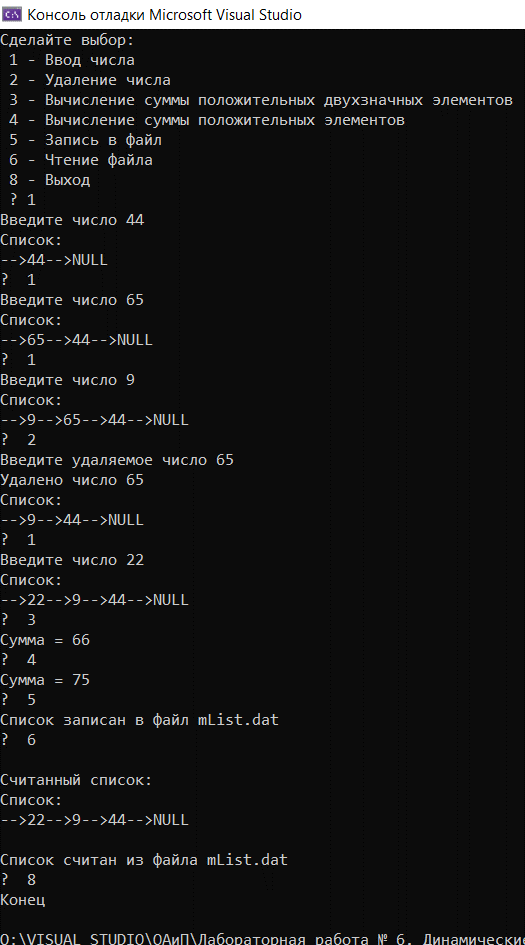 Консоль отладки Microsoft Visual Studio
Сделайте выбор:
1 - Ввод числа
2 - Удаление числа
3 - Вычисление суммы положительных двухзначных элементов
4 - Вычисление суммы положительных элементов
5 - Запись в файл
6 - Чтение файла
8 - Выход
? 1
Введите число 44
Список:
-->44-->NULL
?  1
Введите число 65
Список:
-->65-->44-->NULL
?  1
Введите число 9
Список:
-->9-->65-->44-->NULL
?  2
Введите удаляемое число 65
Удалено число 65
Список:
-->9-->44-->NULL
?  1
Введите число 22
Список:
-->22-->9-->44-->NULL
?  3
Сумма = 66
?  4
Сумма = 75
?  5
Список записан в файл mList.dat
?  6
Считанный список:
Список:
-->22-->9-->44-->NULL
Список считан из файла mList.dat
?  8
Конец
O:\VISUAL STUDIO\ОАиП\Лабораторная работа № 6. Динамические